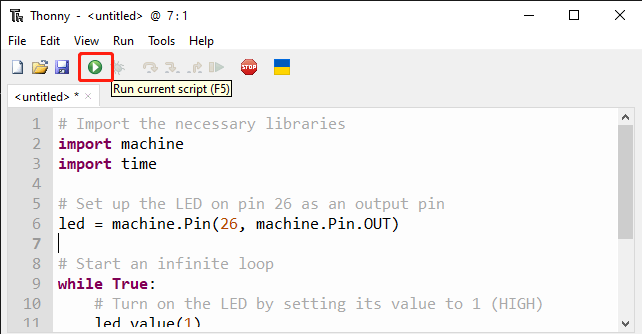 Thonny - <untitled> @ 7 : 1
File Edit View Run Tools Help
STOP
Run current script (F5)
<untitled> * ×
1 # Import the necessary libraries
2 import machine
3 import time
4
5 # Set up the LED on pin 26 as an output pin
6 led = machine.Pin(26, machine.Pin.OUT)
7
8 # Start an infinite loop
9 while True:
10     # Turn on the LED by setting its value to 1 (HIGH)
11     led.value(1)